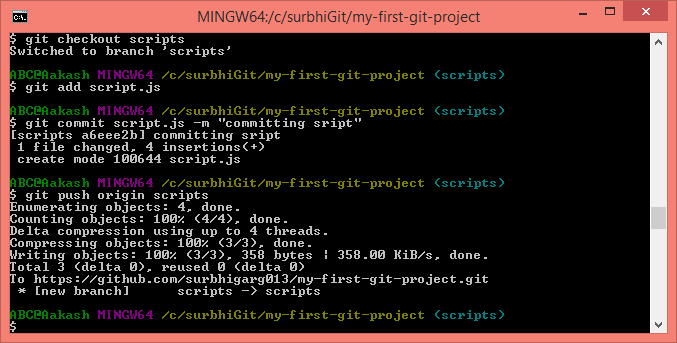 MINGW64:/c/surbhiGit/my-first-git-project
$ git checkout scripts
Switched to branch 'scripts'
ABC@Aakash MINGW64 /c/surbhiGit/my-first-git-project (scripts)
$ git add script.js
ABC@Aakash MINGW64 /c/surbhiGit/my-first-git-project (scripts)
$ git commit script.js -m "committing sript"
[scripts a6eee2b] committing sript
1 file changed, 4 insertions(+)
create mode 100644 script.js
ABC@Aakash MINGW64 /c/surbhiGit/my-first-git-project (scripts)
$ git push origin scripts
Enumerating objects: 4, done.
Counting objects: 100% (4/4), done.
Delta compression using up to 4 threads.
Compressing objects: 100% (3/3), done.
Writing objects: 100% (3/3), 358 bytes | 358.00 KiB/s, done.
Total 3 (delta 0), reused 0 (delta 0)
To https://github.com/surbhigarg013/my-first-git-project.git
* [new branch]      scripts -> scripts
ABC@Aakash MINGW64 /c/surbhiGit/my-first-git-project (scripts)
$